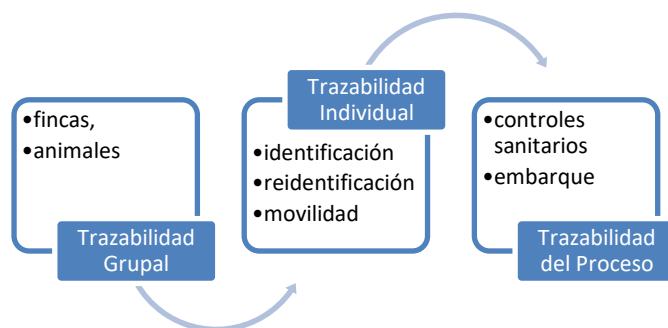 •fincas,
•animales
Trazabilidad
Grupal
Trazabilidad
Individual
•identificación
•reidentificación
•movilidad
•controles
sanitarios
•embarque
Trazabilidad
del Proceso